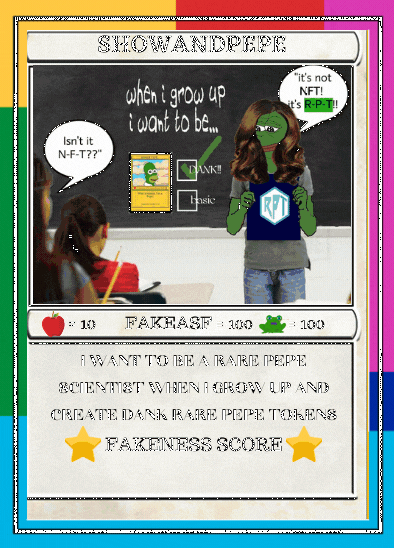 SHOWANDPEPE
when i grow up
i want to be...
"it's not
NFT!
it's R-P-T!!
Isn't it
N-F-T??"
DANK!!
basic
RPT
= 10 FAKEASF = 100 = 100
I WANT TO BE A RARE PEPE
SCIENTIST WHEN I GROW UP AND
CREATE DANK RARE PEPE TOKENS
FAKENESS SCORE